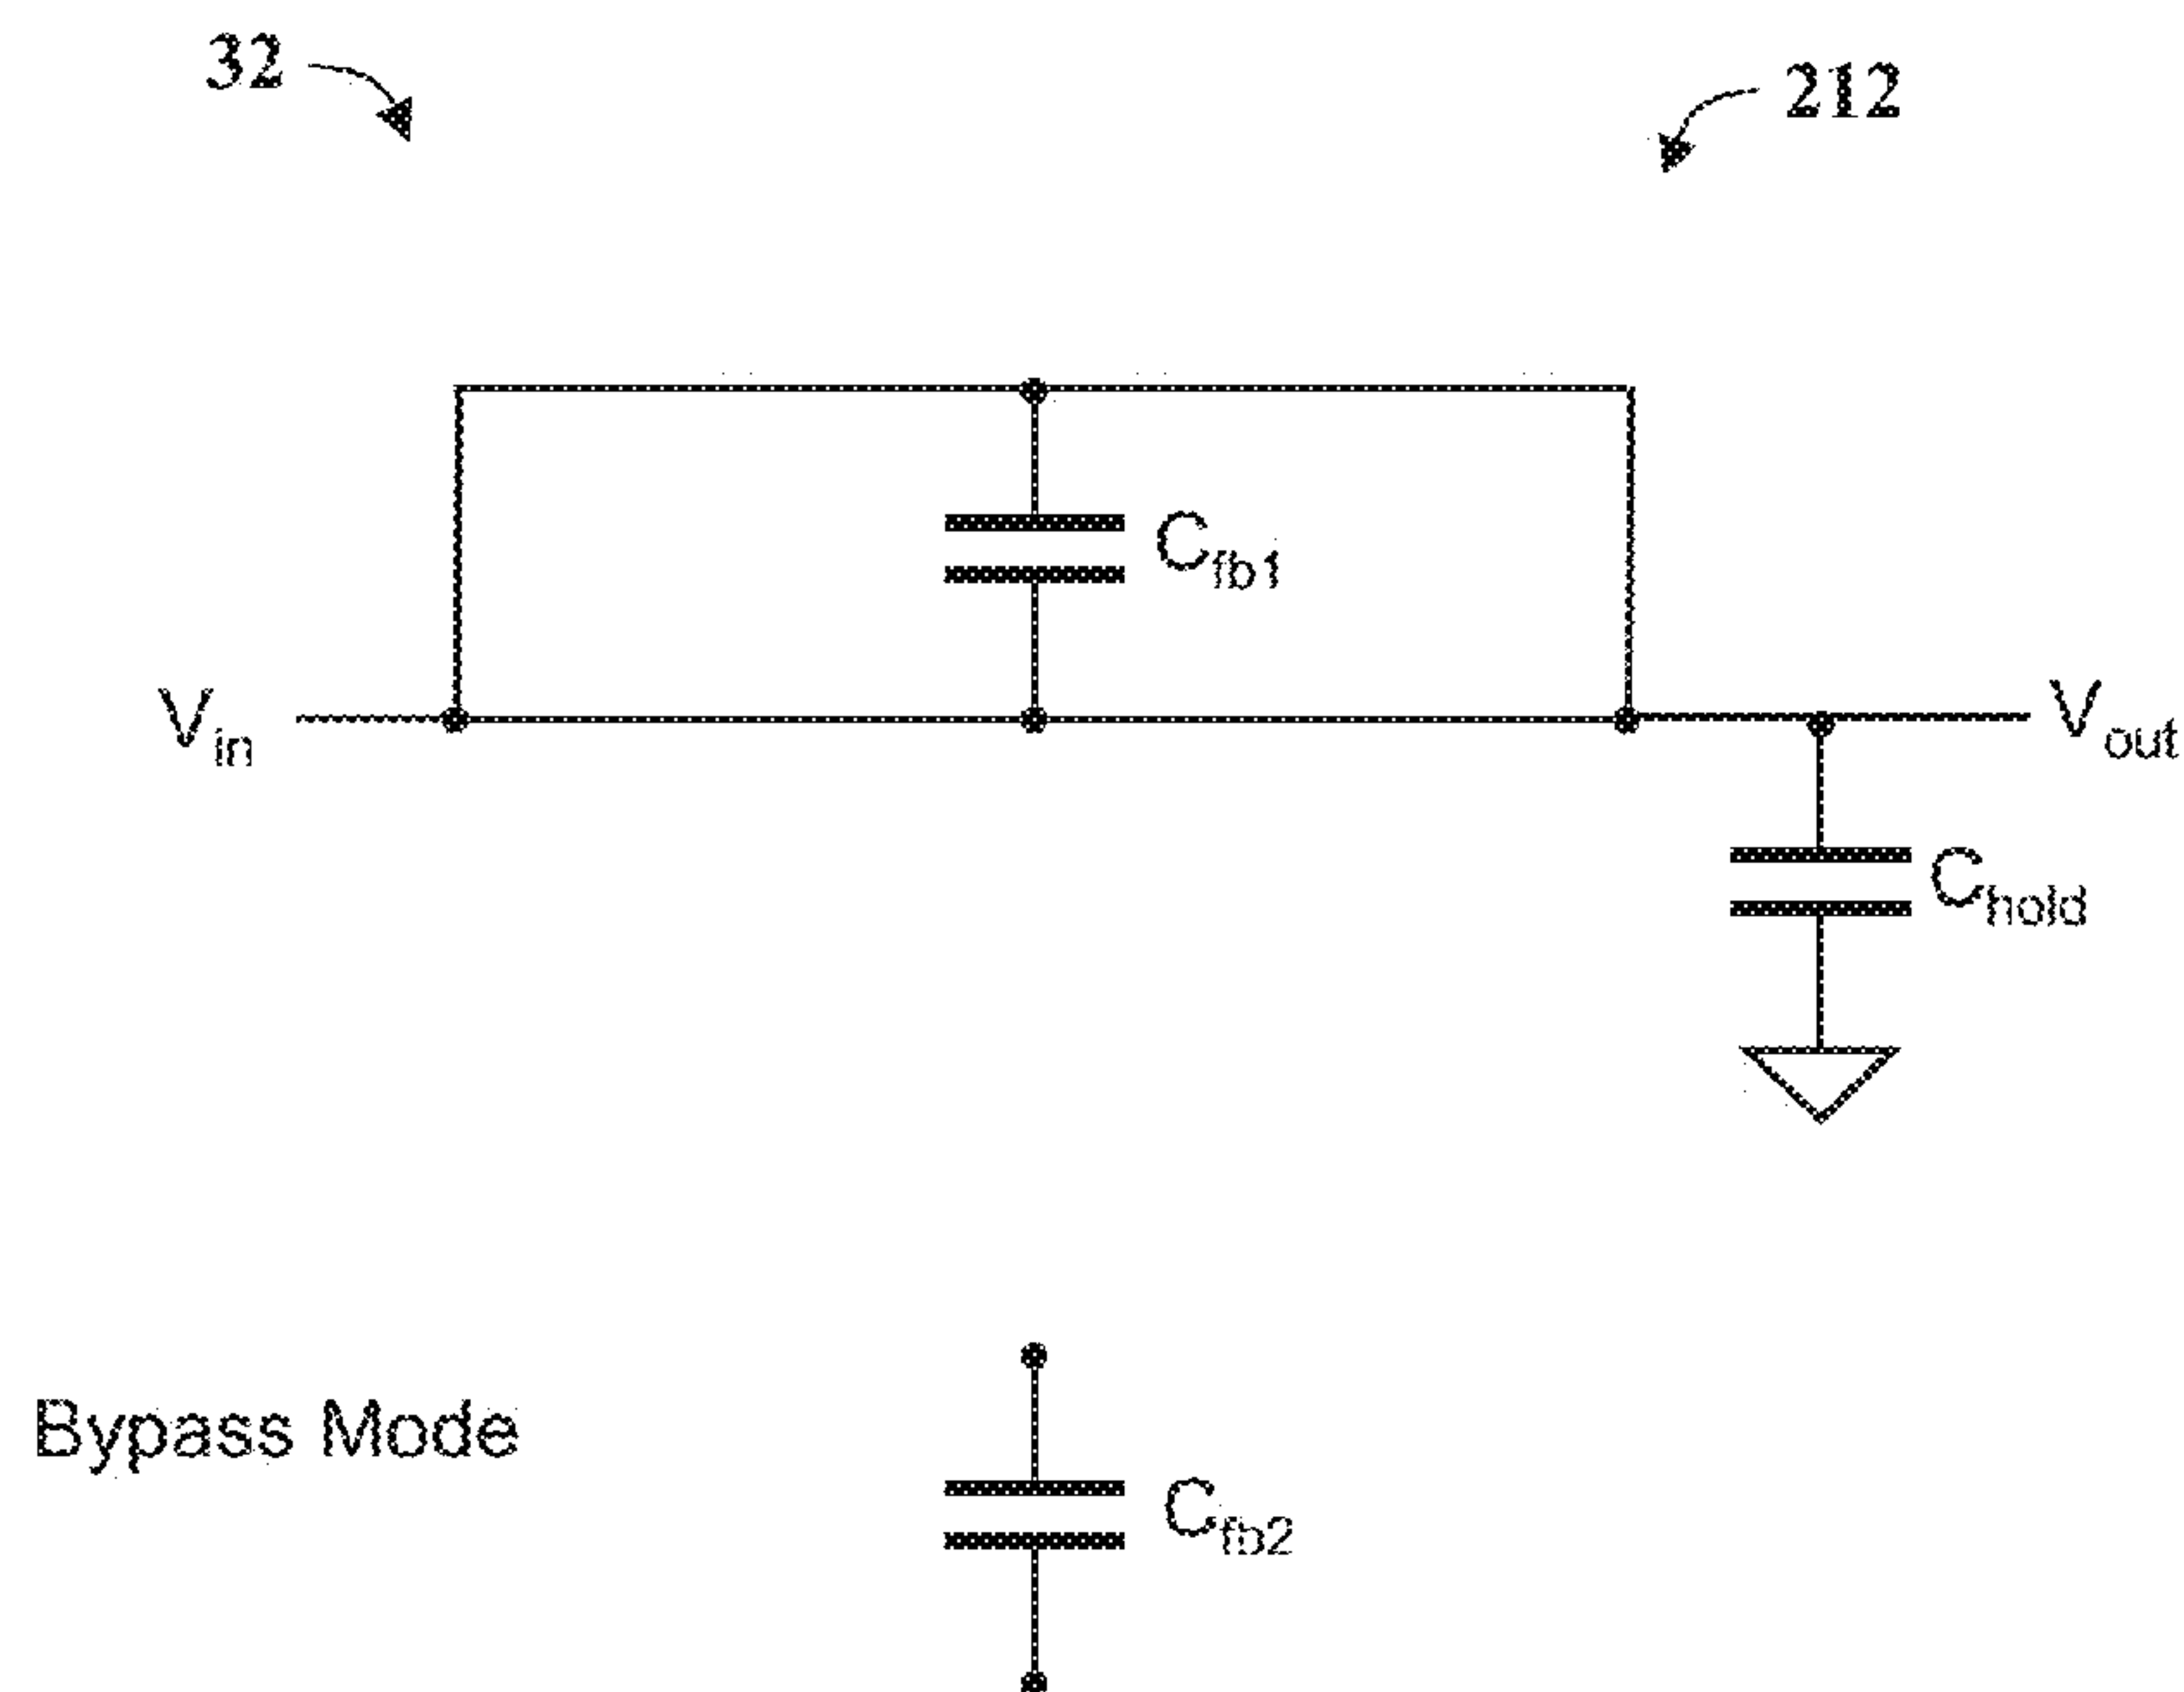 32
212
C_fb1
V_in
V_out
C_hold
Bypass Mode
C_fb2